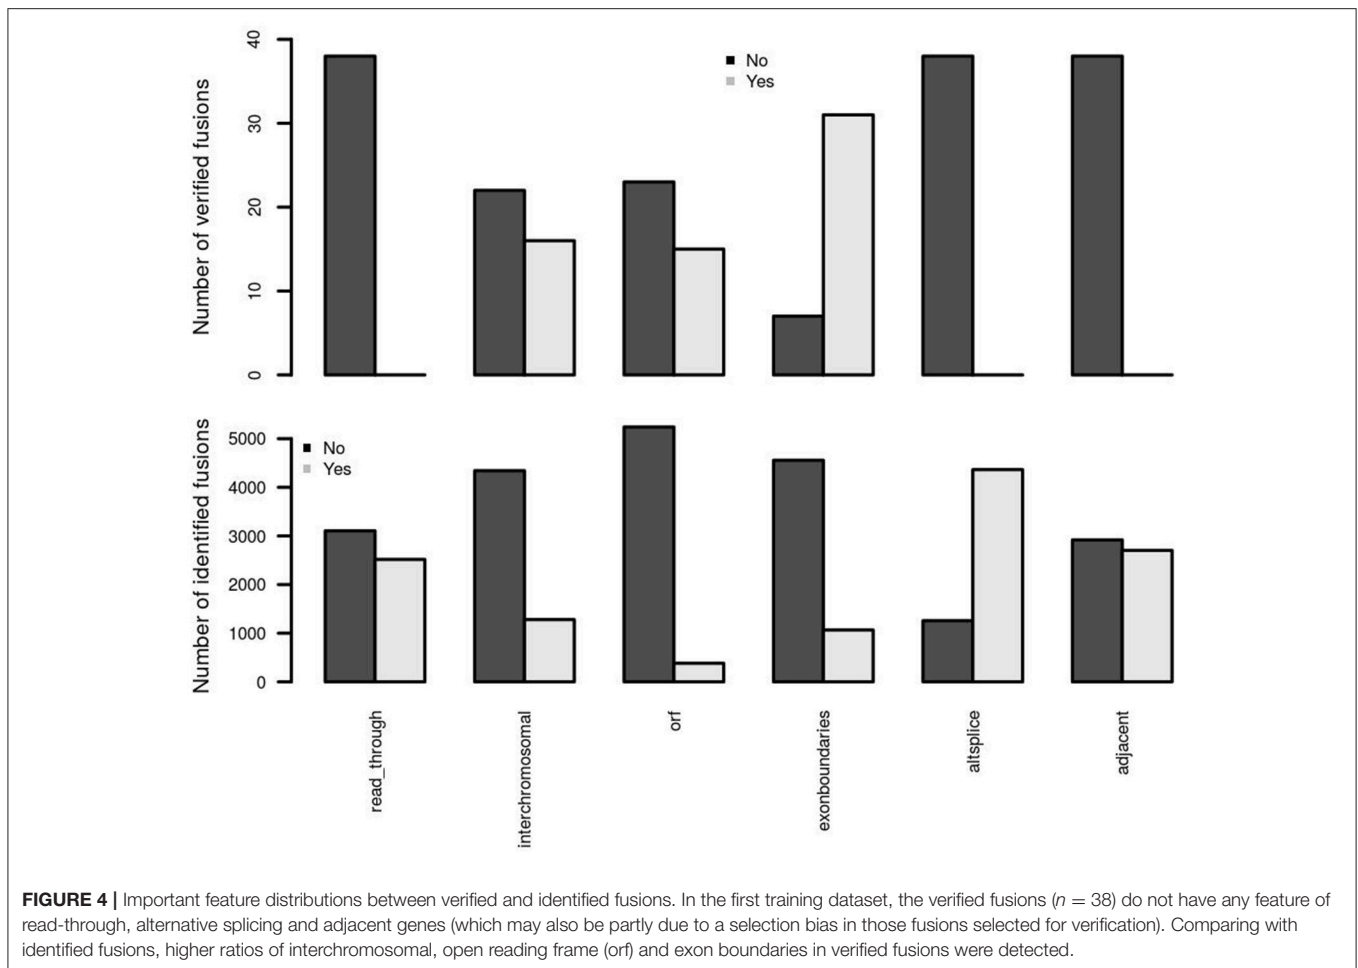 Number of verified fusions
40
30
20
10
0
No
Yes
Number of identified fusions
5000
4000
3000
2000
1000
0
No
Yes
read_through
interchromosomal
orf
exonboundaries
altsplice
adjacent
FIGURE 4 | Important feature distributions between verified and identified fusions. In the first training dataset, the verified fusions (n = 38) do not have any feature of
read-through, alternative splicing and adjacent genes (which may also be partly due to a selection bias in those fusions selected for verification). Comparing with
identified fusions, higher ratios of interchromosomal, open reading frame (orf) and exon boundaries in verified fusions were detected.